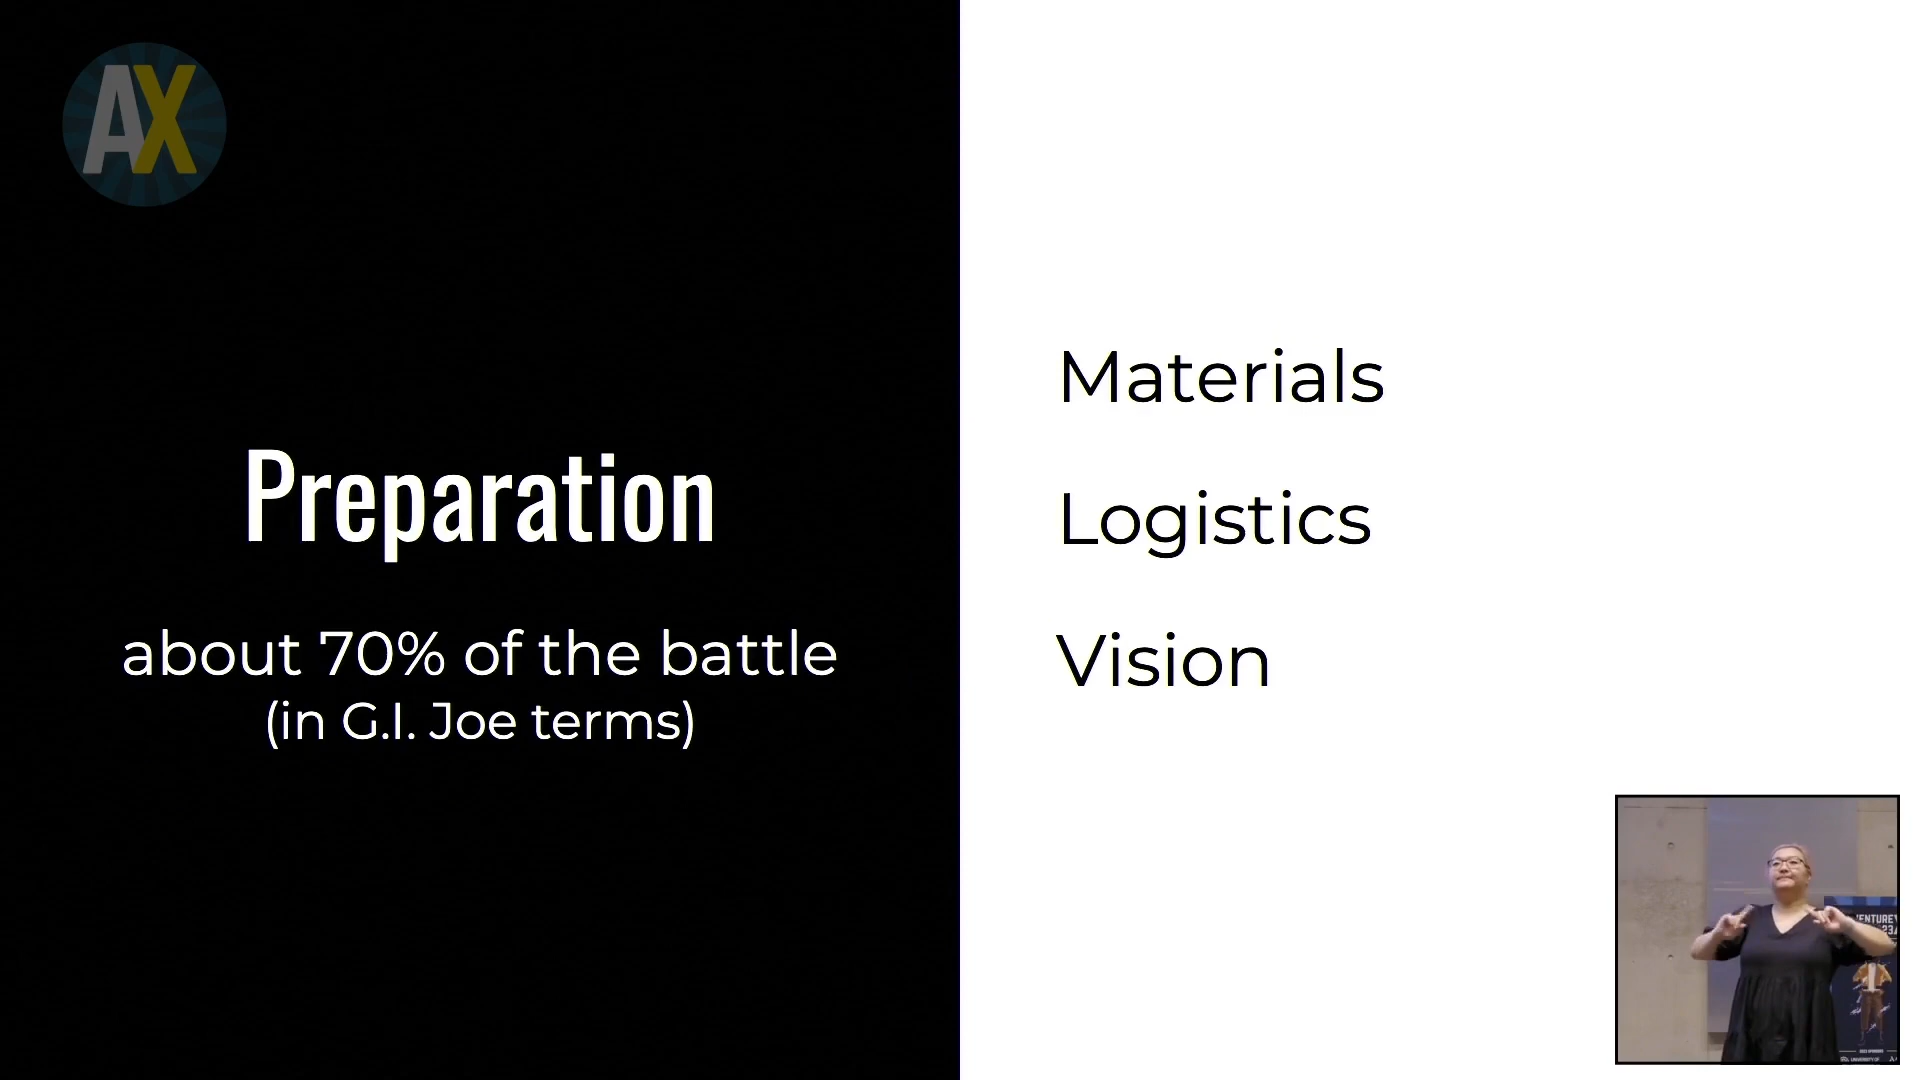 AX
Preparation
about 70% of the battle
(in G.I. Joe terms)
Materials
Logistics
Vision